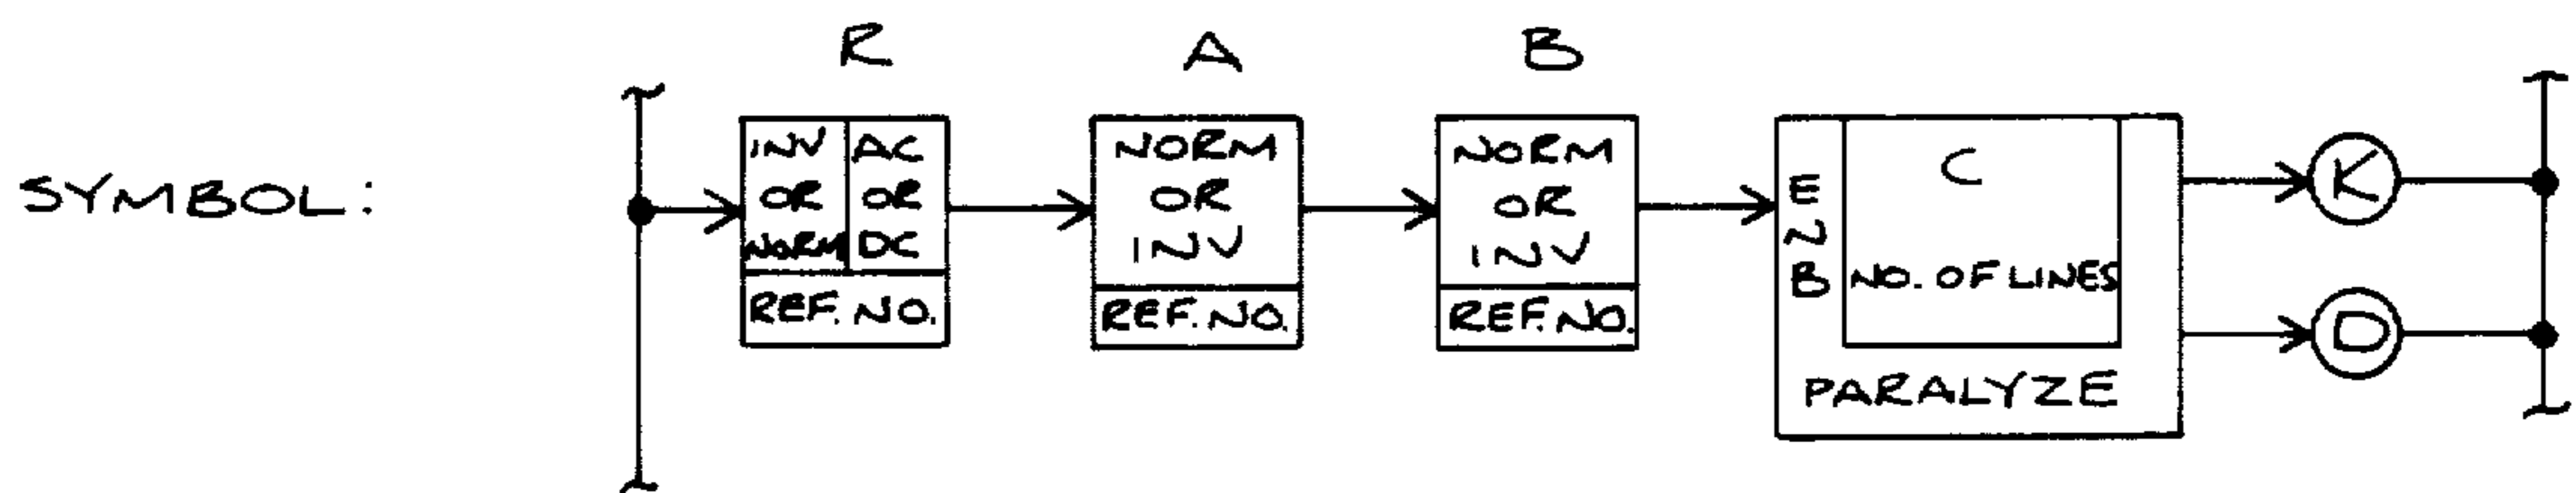 SYMBOL:
R
INV OR NORM
AC OR DC
REF. NO.
A
NORM
OR
INV
REF. NO.
B
NORM
OR
INV
REF. NO.
ENB
C
NO. OF LINES
PARALYZE
K
D